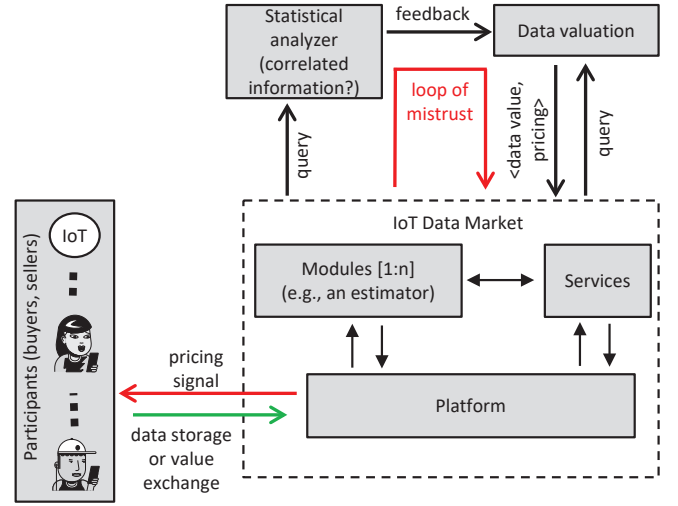 Statistical
analyzer
(correlated
information?)
feedback
Data valuation
loop of
mistrust
query
<data value,
pricing>
query
Participants (buyers, sellers)
IoT
IoT Data Market
Modules [1:n]
(e.g., an estimator)
Services
pricing
signal
Platform
data storage
or value
exchange